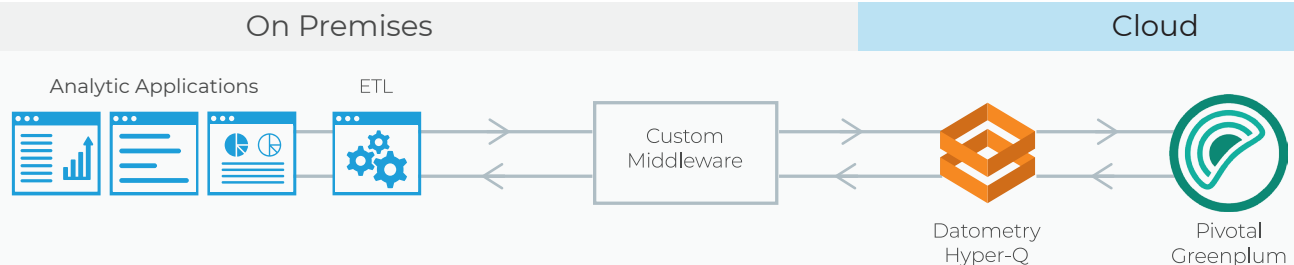 On Premises
Cloud
Analytic Applications
ETL
Custom
Middleware
Datometry
Hyper-Q
Pivotal
Greenplum